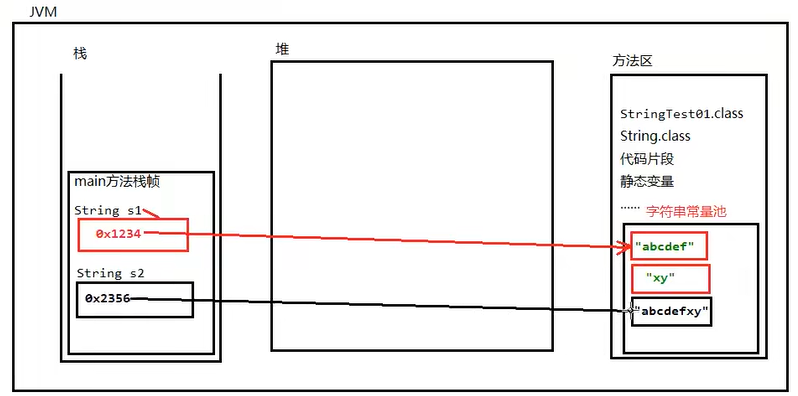 JVM
栈
堆
方法区
StringTest01.class
String.class
代码片段
静态变量
...... 字符串常量池
main方法栈帧
String s1
0x1234
String s2
0x2356
"abcdef"
"xy"
"abcdefxy"